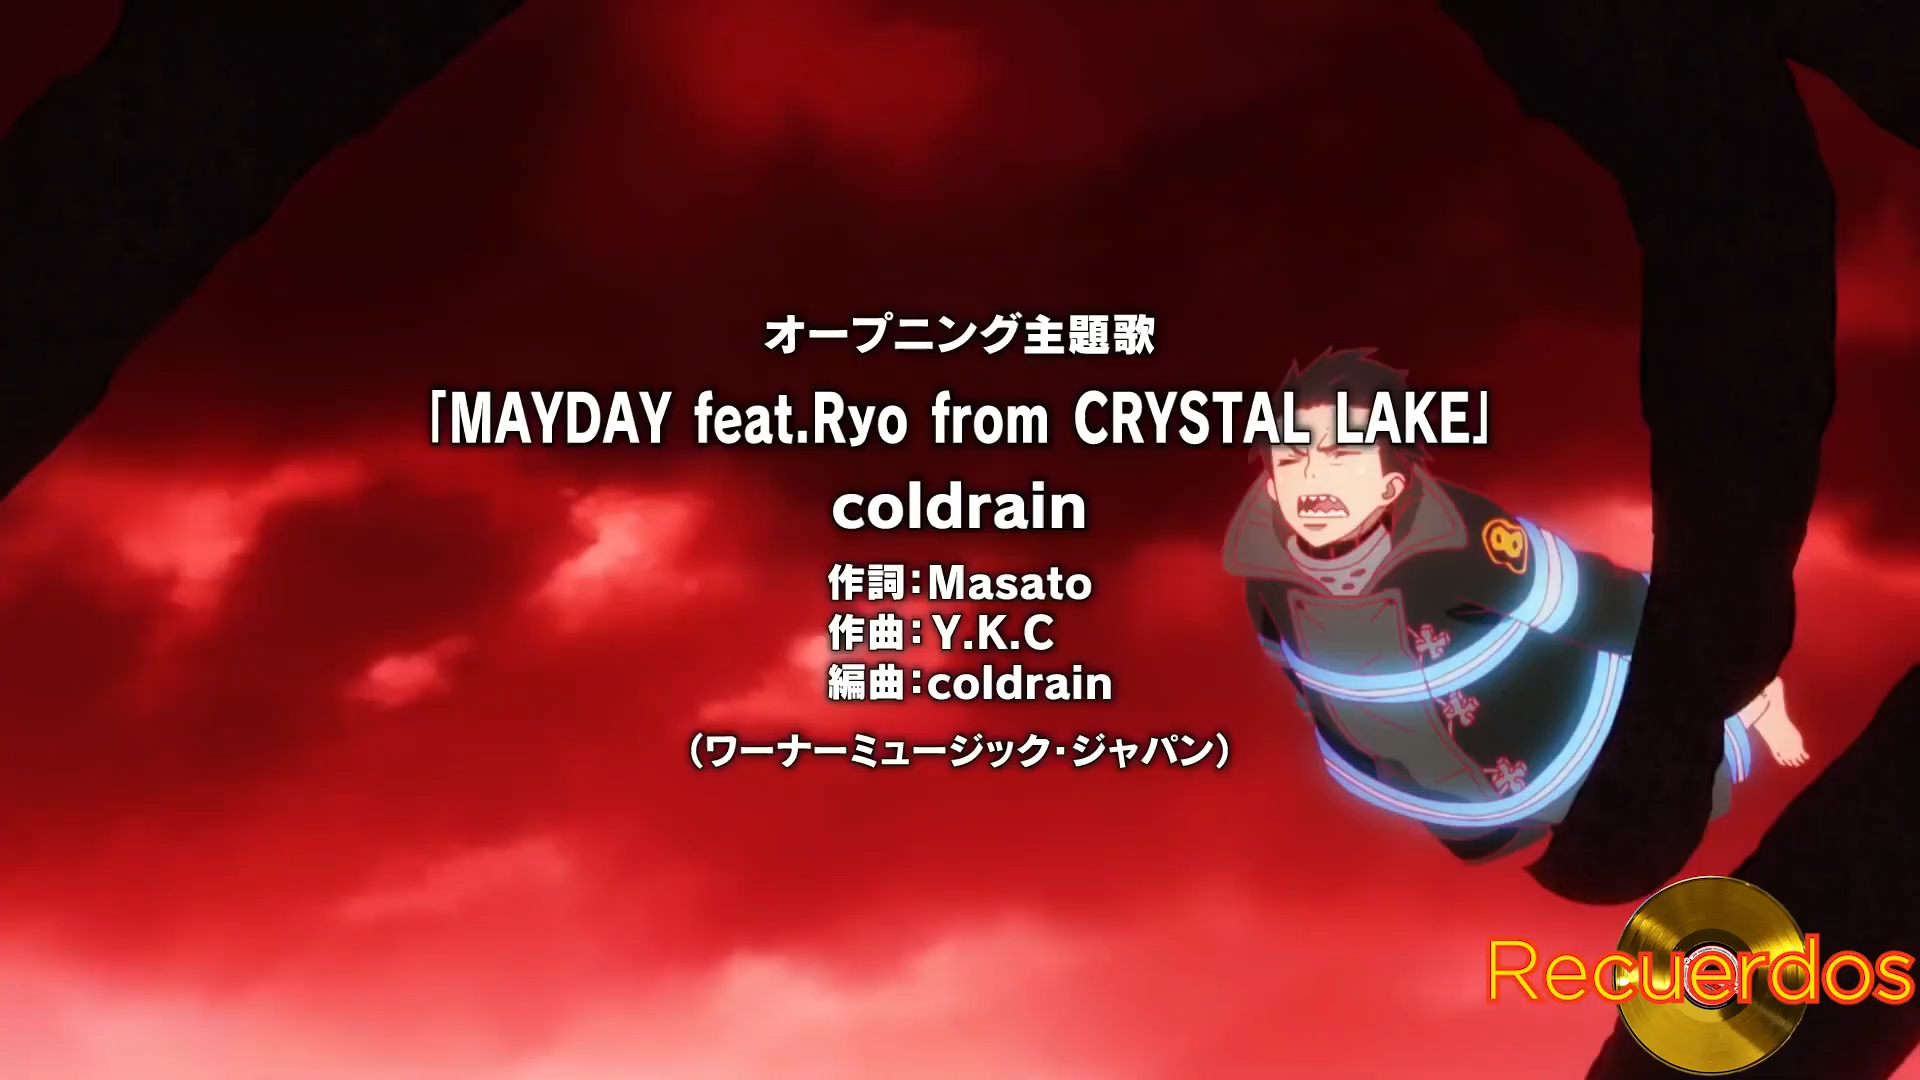 オープニング主題歌
「MAYDAY feat.Ryo from CRYSTAL LAKE」
coldrain
作詞：Masato
作曲：Y.K.C
編曲：coldrain
（ワーナーミュージック・ジャパン）
Recuerdos